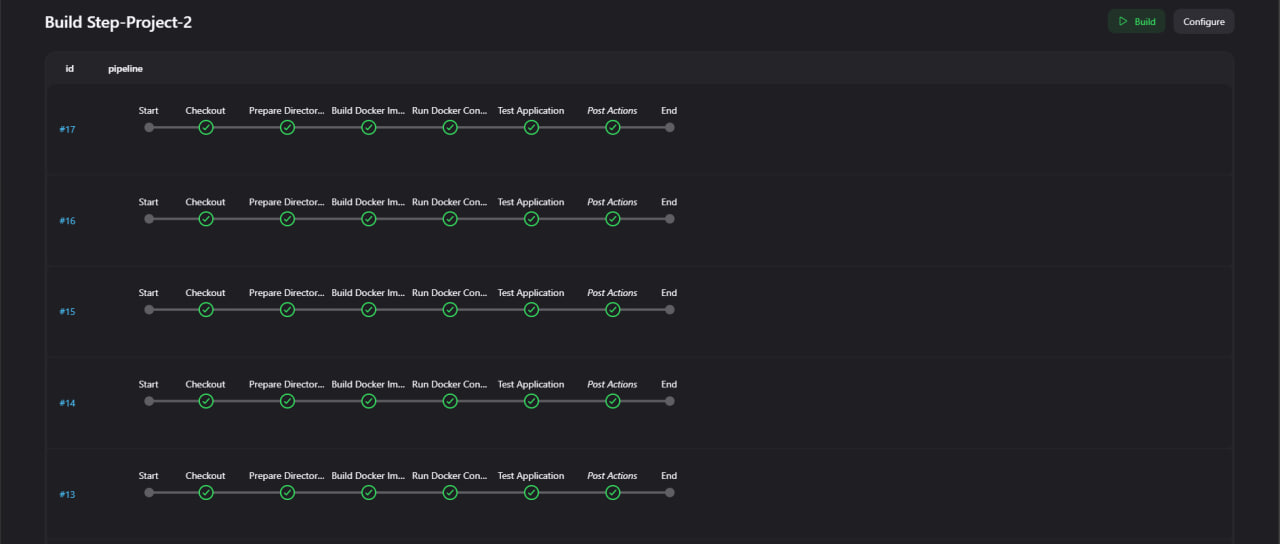 Build Step-Project-2
Build Configure
id pipeline
Start Checkout Prepare Director... Build Docker Im... Run Docker Con... Test Application Post Actions End
#17
Start Checkout Prepare Director... Build Docker Im... Run Docker Con... Test Application Post Actions End
#16
Start Checkout Prepare Director... Build Docker Im... Run Docker Con... Test Application Post Actions End
#15
Start Checkout Prepare Director... Build Docker Im... Run Docker Con... Test Application Post Actions End
#14
Start Checkout Prepare Director... Build Docker Im... Run Docker Con... Test Application Post Actions End
#13